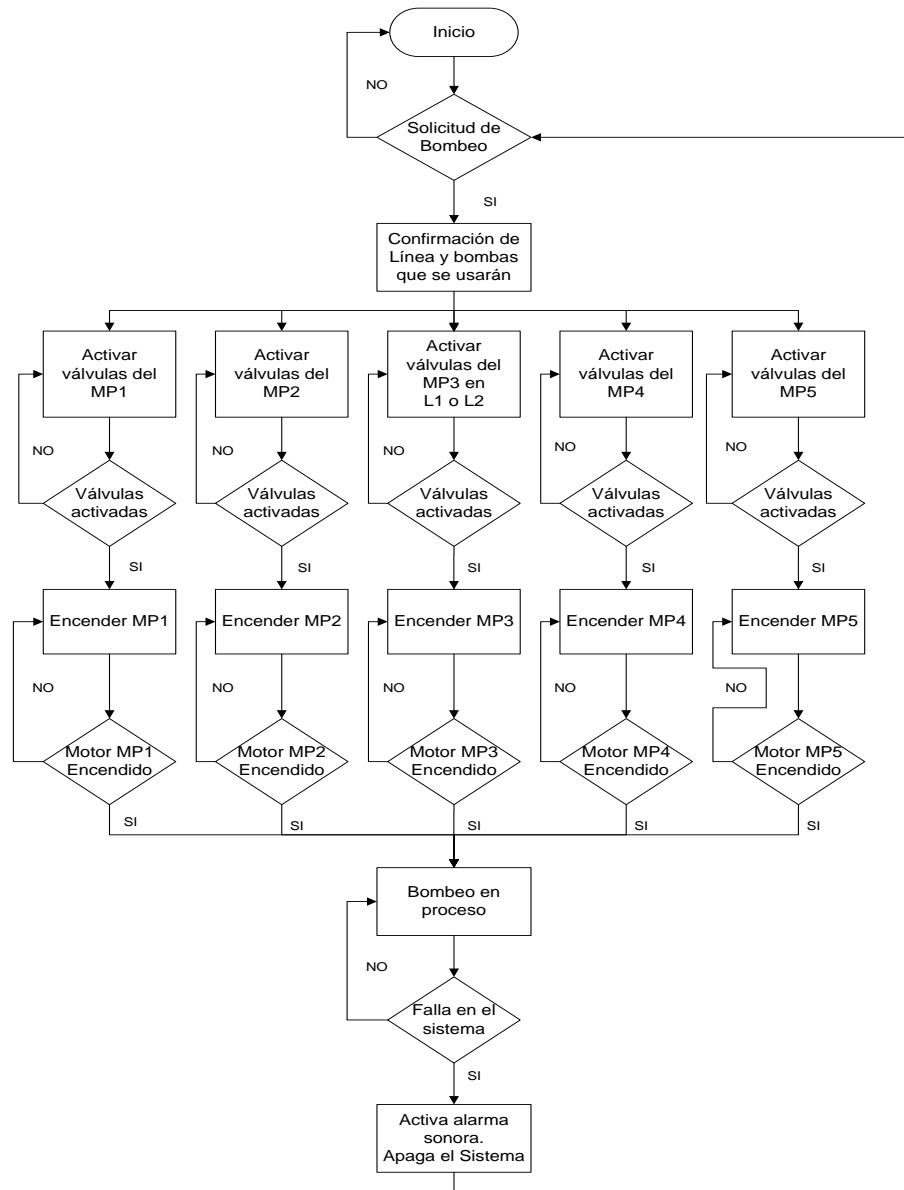 Inicio
NO
Solicitud de
Bombeo
SI
Confirmación de
Línea y bombas
que se usarán
Activar
válvulas del
MP1
Activar
válvulas del
MP2
Activar
válvulas del
MP3 en
L1 o L2
Activar
válvulas del
MP4
Activar
válvulas del
MP5
NO
NO
NO
NO
NO
Válvulas
activadas
Válvulas
activadas
Válvulas
activadas
Válvulas
activadas
Válvulas
activadas
SI
SI
SI
SI
SI
Encender MP1
Encender MP2
Encender MP3
Encender MP4
Encender MP5
NO
NO
NO
NO
NO
Motor MP1
Encendido
Motor MP2
Encendido
Motor MP3
Encendido
Motor MP4
Encendido
Motor MP5
Encendido
SI
SI
SI
SI
SI
Bombeo en
proceso
NO
Falla en el
sistema
SI
Activa alarma
sonora.
Apaga el Sistema